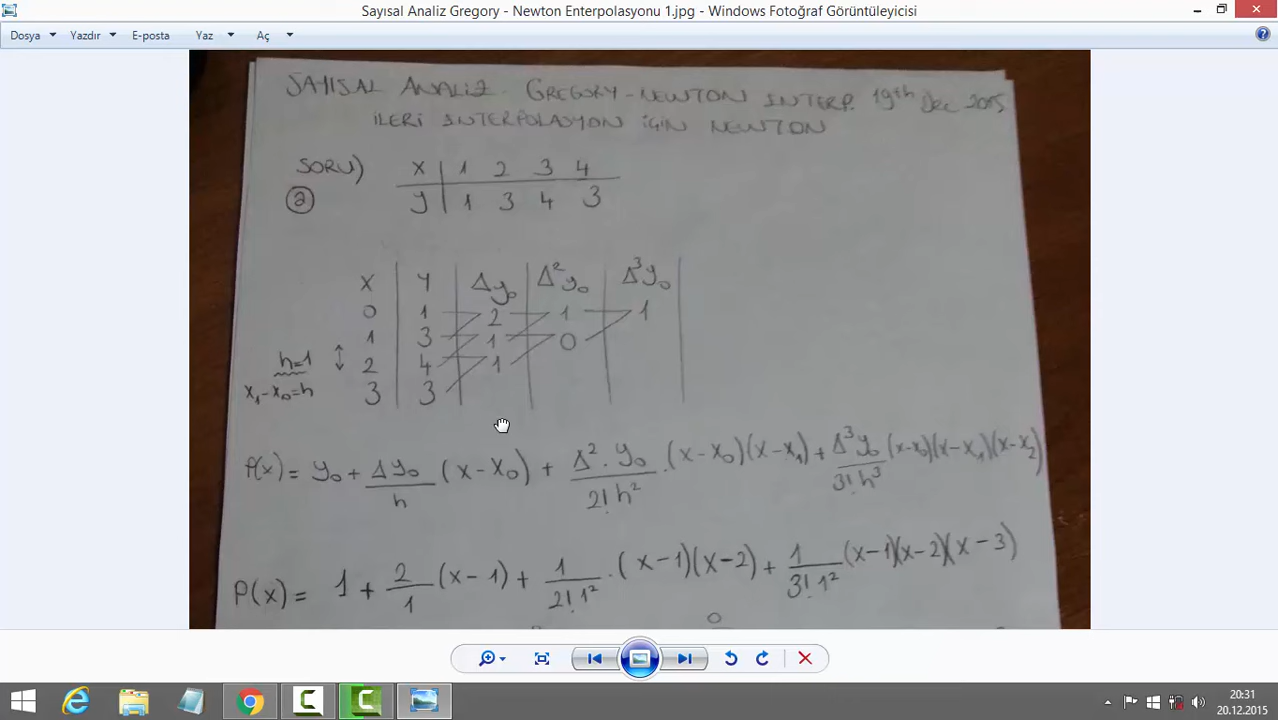 Sayısal Analiz Gregory - Newton Enterpolasyonu 1.jpg - Windows Fotoğraf Görüntüleyicisi
Dosya Yazdır E-posta Yaz Aç
SAYISAL ANALİZ - GREGORY-NEWTON INTERP. 19th Dec 2015
İLERİ INTERPOLASYON İÇİN NEWTON
SORU) x | 1 2 3 4
a y | 1 3 4 3
x | y | Δy₀ | Δ²y₀ | Δ³y₀
0 | 1 | 2 | 1 | 1
1 | 3 | 1 | 0
h=1 2 | 4 | 1
x₁-x₀=h 3 | 3
P(x) = y₀ + Δy₀/h (x-x₀) + Δ².y₀/2!h² . (x-x₀)(x-x₁) + Δ³y₀/3!h³ (x-x₀)(x-x₁)(x-x₂)
P(x) = 1 + 2/1 (x-1) + 1/2!1² . (x-1)(x-2) + 1/3!1² (x-1)(x-2)(x-3)
20:31
20.12.2015